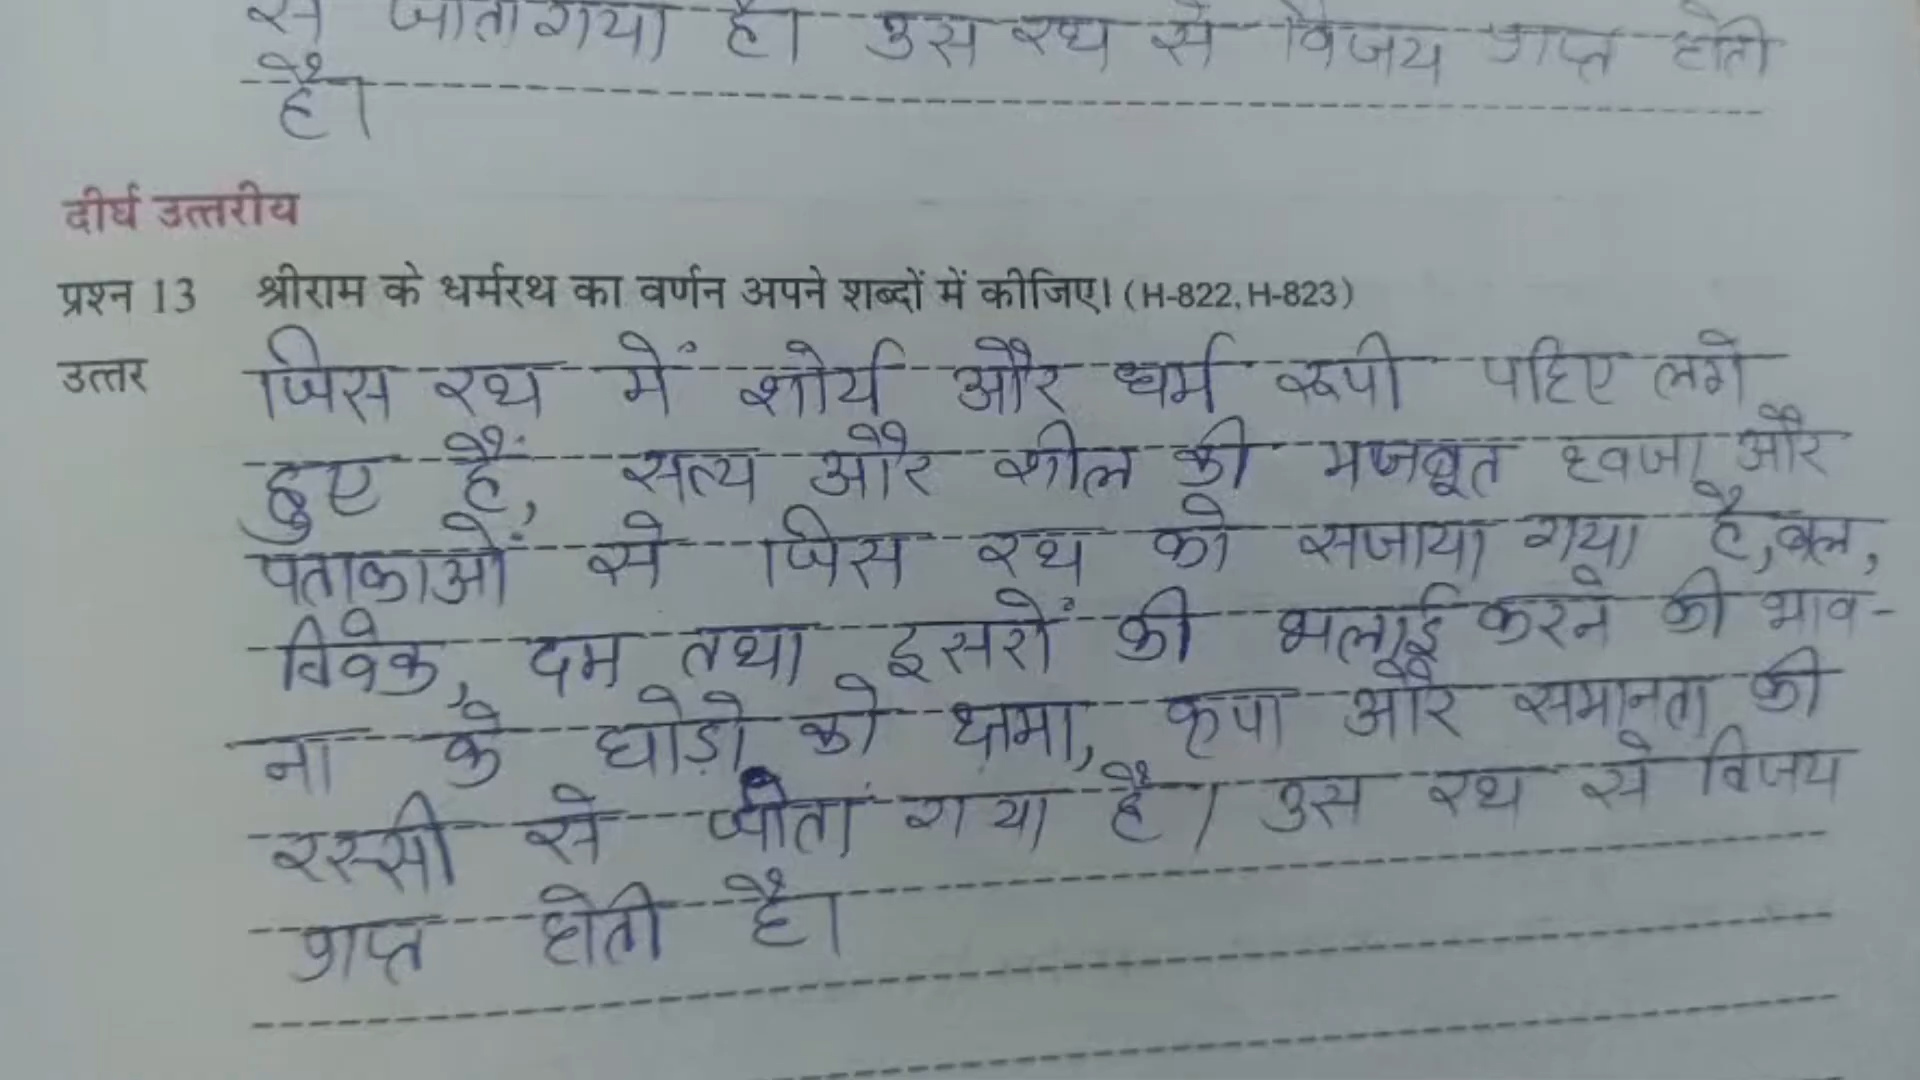 से जोता गया है। उस रथ से विजय प्राप्त होती
है।
दीर्घ उत्तरीय
प्रश्न 13 श्रीराम के धर्मरथ का वर्णन अपने शब्दों में कीजिए। (H-822, H-823)
उत्तर जिस रथ में शोर्य और धर्म रूपी पहिए लगे
हुए हैं, सत्य और शील की मजबूत ध्वजा और
पताकाओं से जिस रथ को सजाया गया है, बल,
विवेक, दम तथा दूसरों की भलाई करने की भाव-
ना के घोड़ो को क्षमा, कृपा और समानता की
रस्सी से जोता गया है। उस रथ से विजय
प्राप्त होती है।